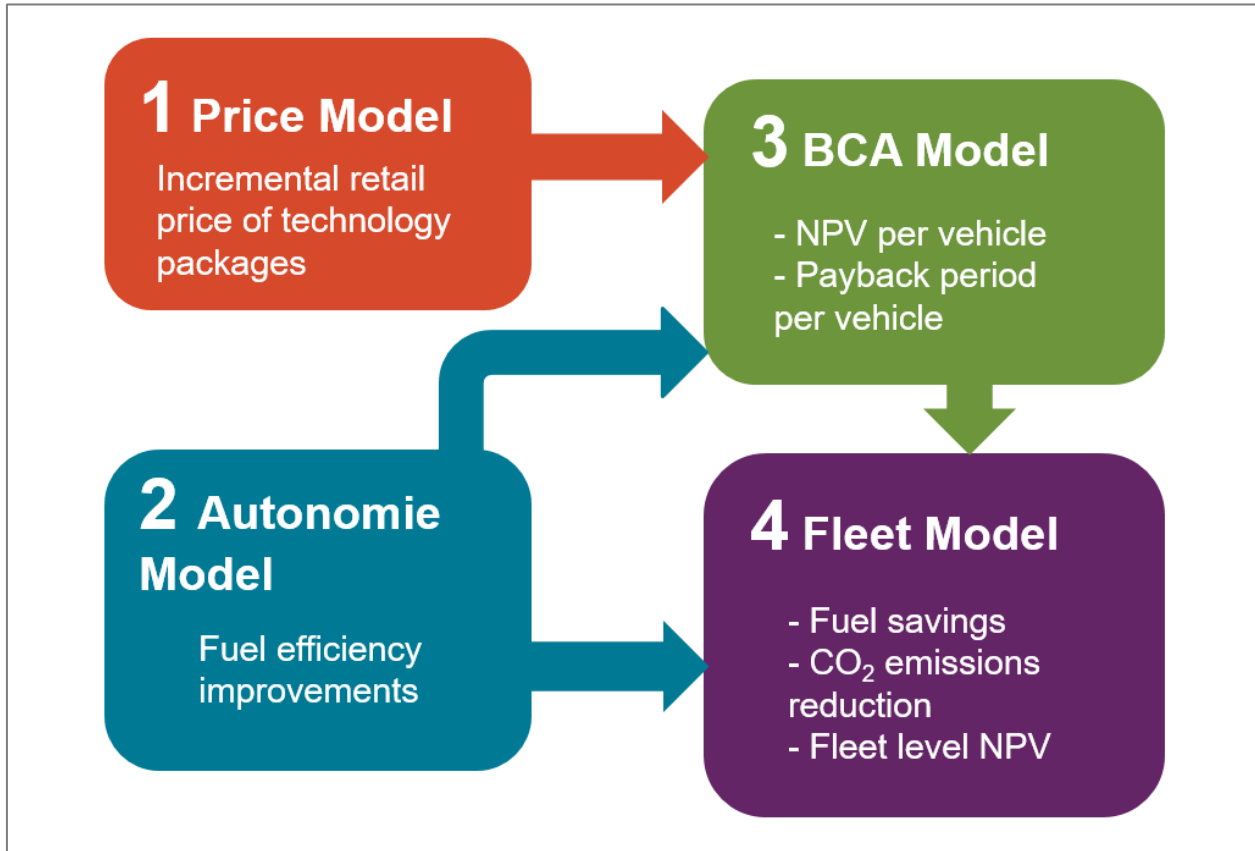 1 Price Model
Incremental retail
price of technology
packages
2 Autonomie
Model
Fuel efficiency
improvements
3 BCA Model
- NPV per vehicle
- Payback period
per vehicle
4 Fleet Model
- Fuel savings
- CO₂ emissions
reduction
- Fleet level NPV